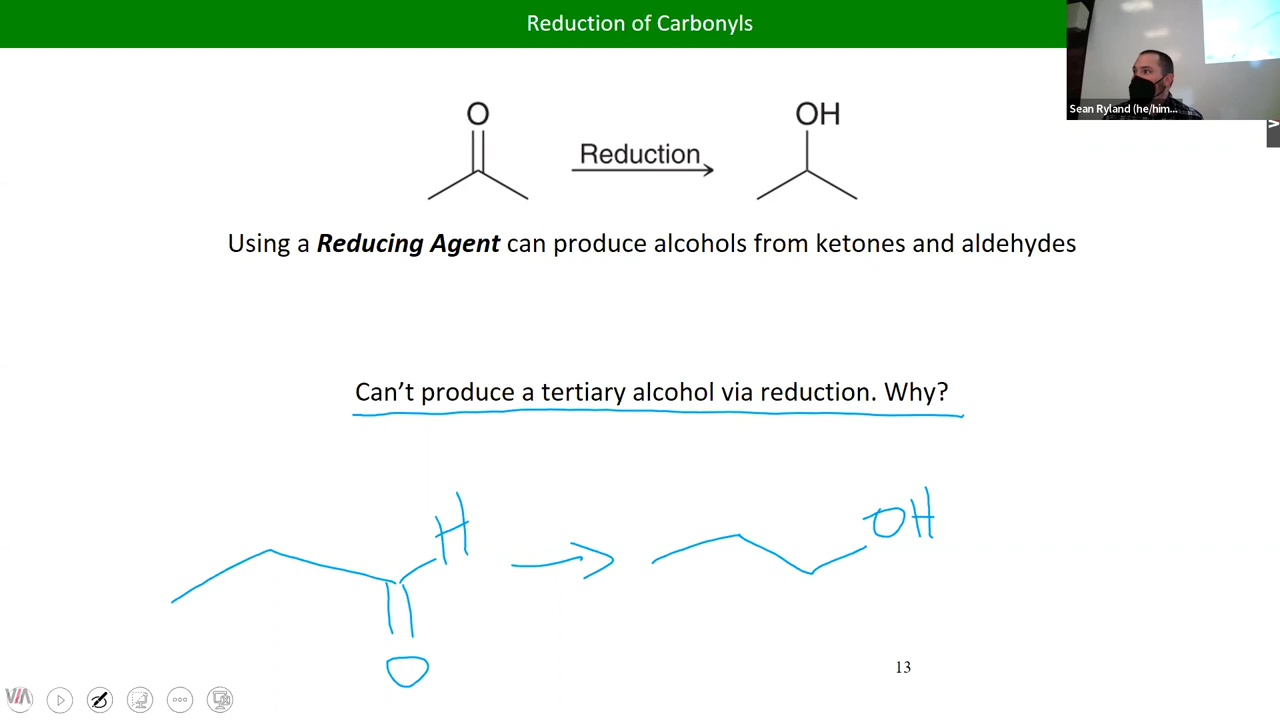 Reduction of Carbonyls
Sean Ryland (he/him...
O
Reduction
OH
Using a Reducing Agent can produce alcohols from ketones and aldehydes
Can't produce a tertiary alcohol via reduction. Why?
H
OH
O
13
VIA